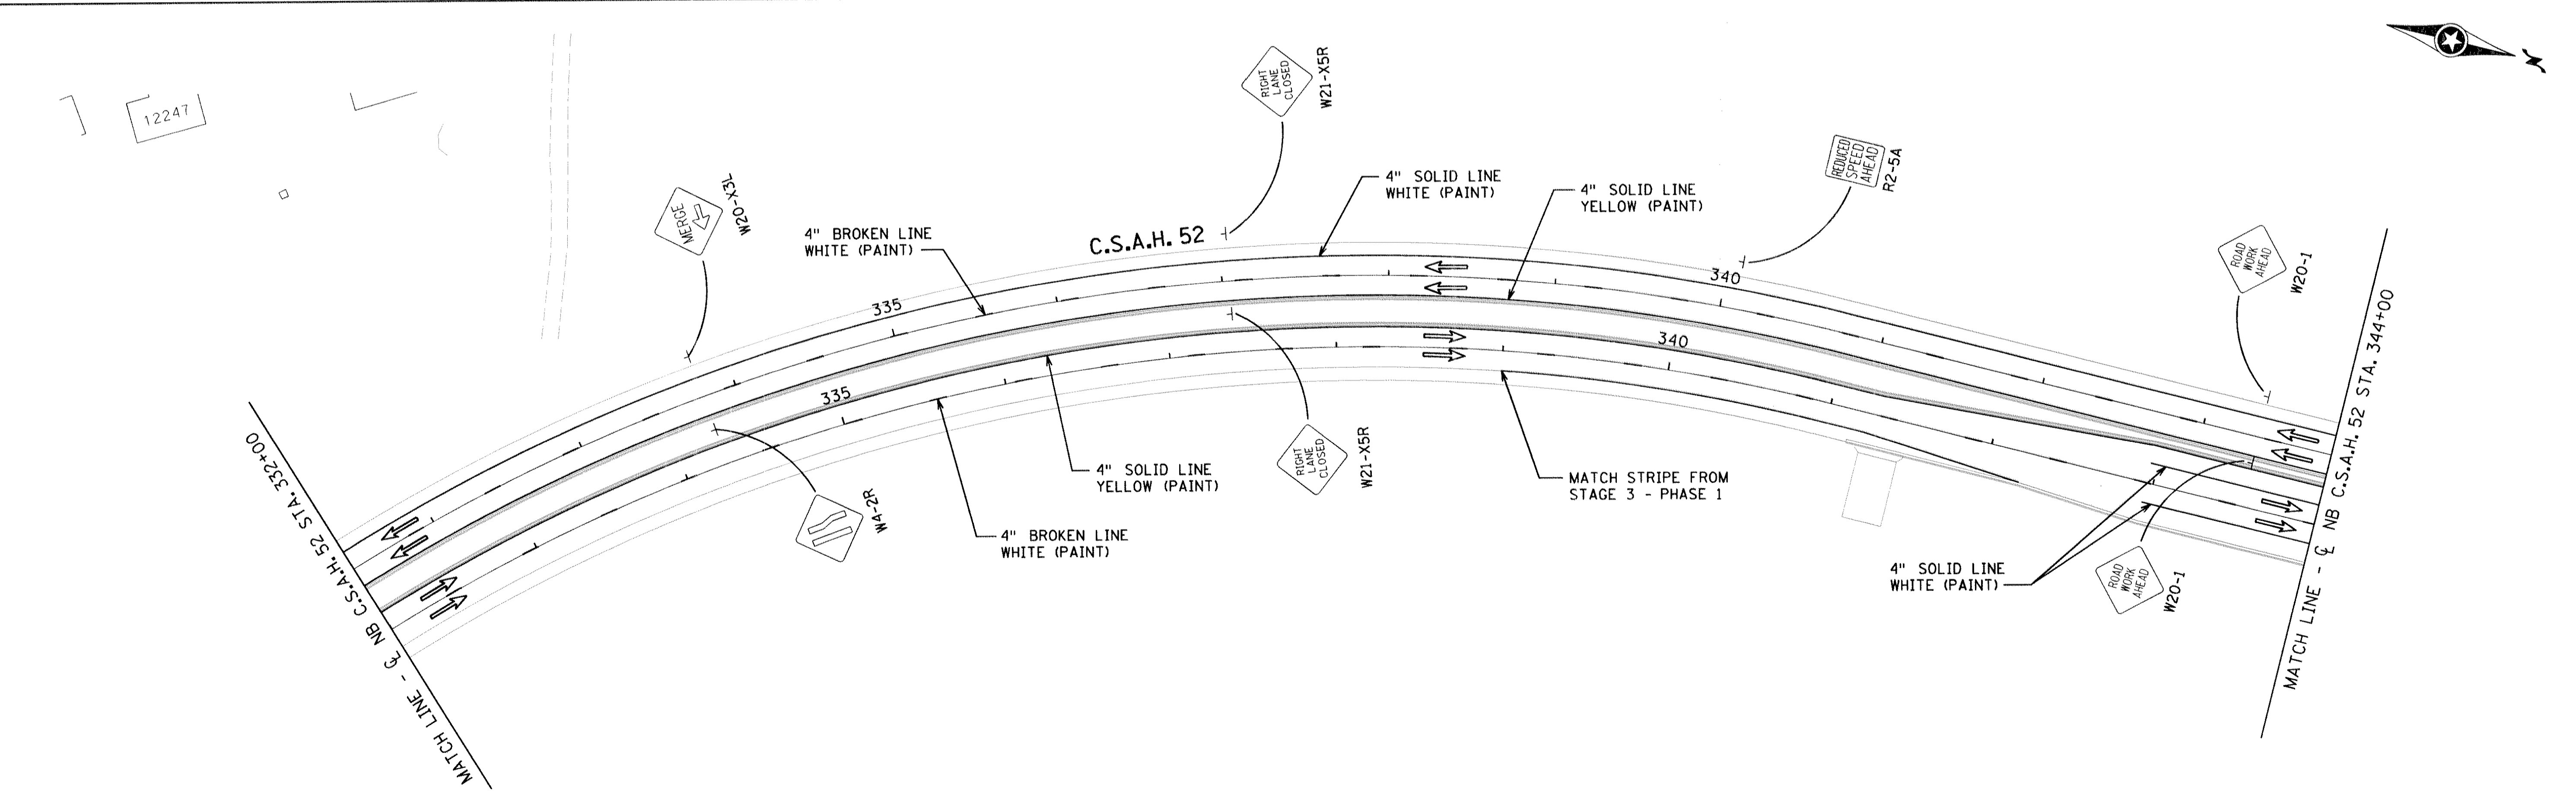 N
12247
RIGHT
LANE
CLOSED
W21-X5R
MERGE
W20-X3L
REDUCED
SPEED
AHEAD
R2-5A
4" SOLID LINE
WHITE (PAINT)
4" SOLID LINE
YELLOW (PAINT)
4" BROKEN LINE
WHITE (PAINT)
C.S.A.H. 52
ROAD
WORK
AHEAD
W20-1
335
340
340
335
MATCH LINE - ℄ NB C.S.A.H. 52 STA. 332+00
MATCH LINE - ℄ NB C.S.A.H. 52 STA. 344+00
W4-2R
4" SOLID LINE
YELLOW (PAINT)
RIGHT
LANE
CLOSED
W21-X5R
MATCH STRIPE FROM
STAGE 3 - PHASE 1
4" BROKEN LINE
WHITE (PAINT)
4" SOLID LINE
WHITE (PAINT)
ROAD
WORK
AHEAD
W20-1